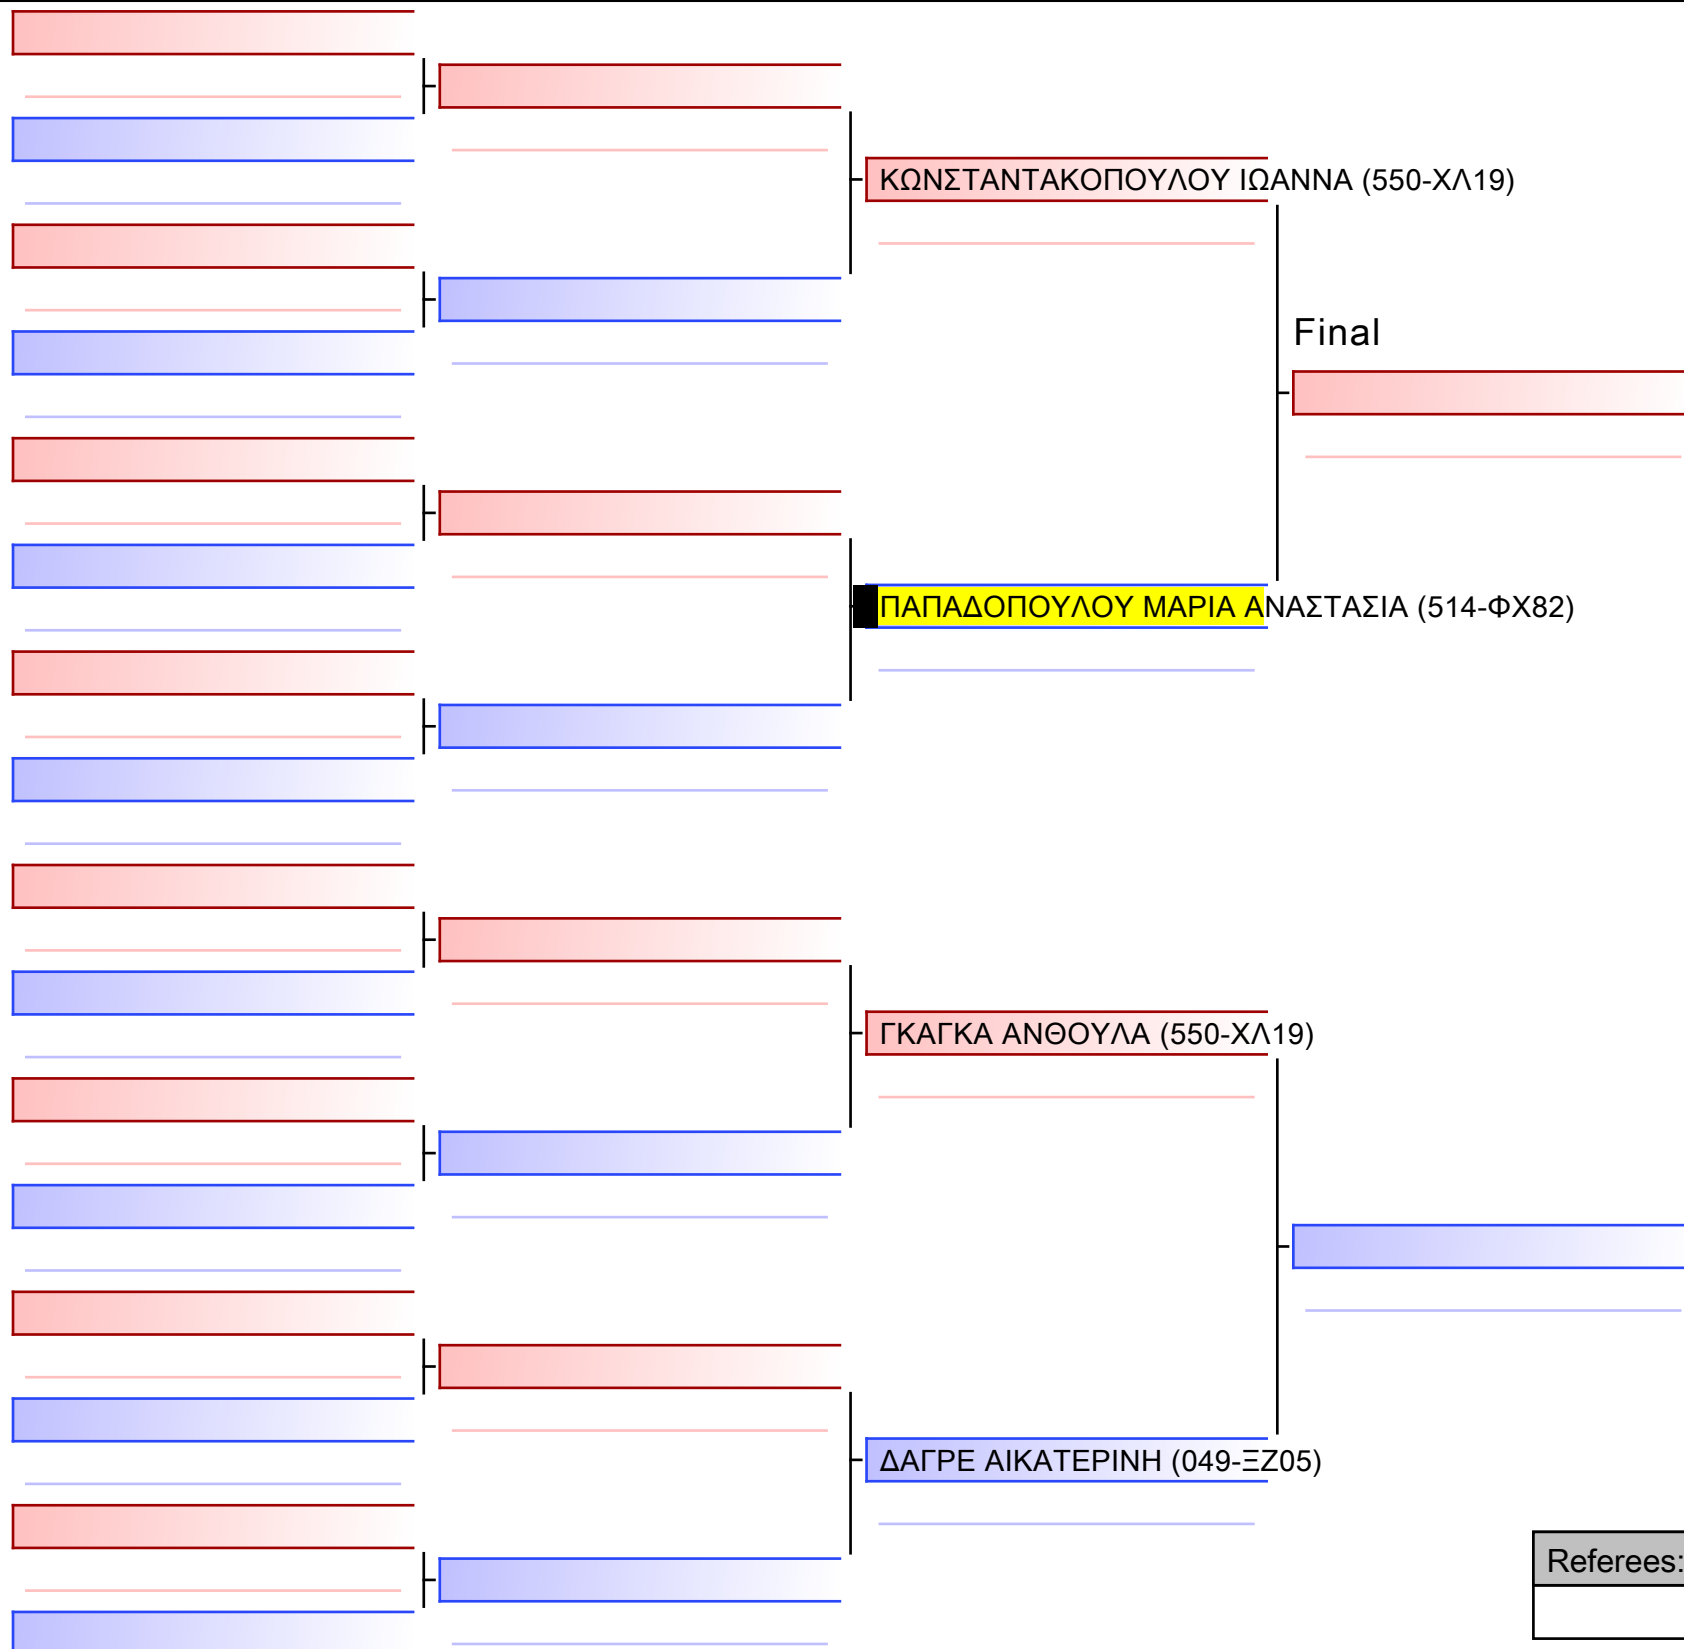 ΚΩΝΣΤΑΝΤΑΚΟΠΟΥΛΟΥ ΙΩΑΝΝΑ (550-ΧΛ19)
Final
ΠΑΠΑΔΟΠΟΥΛΟΥ ΜΑΡΙΑ ΑΝΑΣΤΑΣΙΑ (514-ΦΧ82)
ΓΚΑΓΚΑ ΑΝΘΟΥΛΑ (550-ΧΛ19)
ΔΑΓΡΕ ΑΙΚΑΤΕΡΙΝΗ (049-ΞΖ05)
Referees: